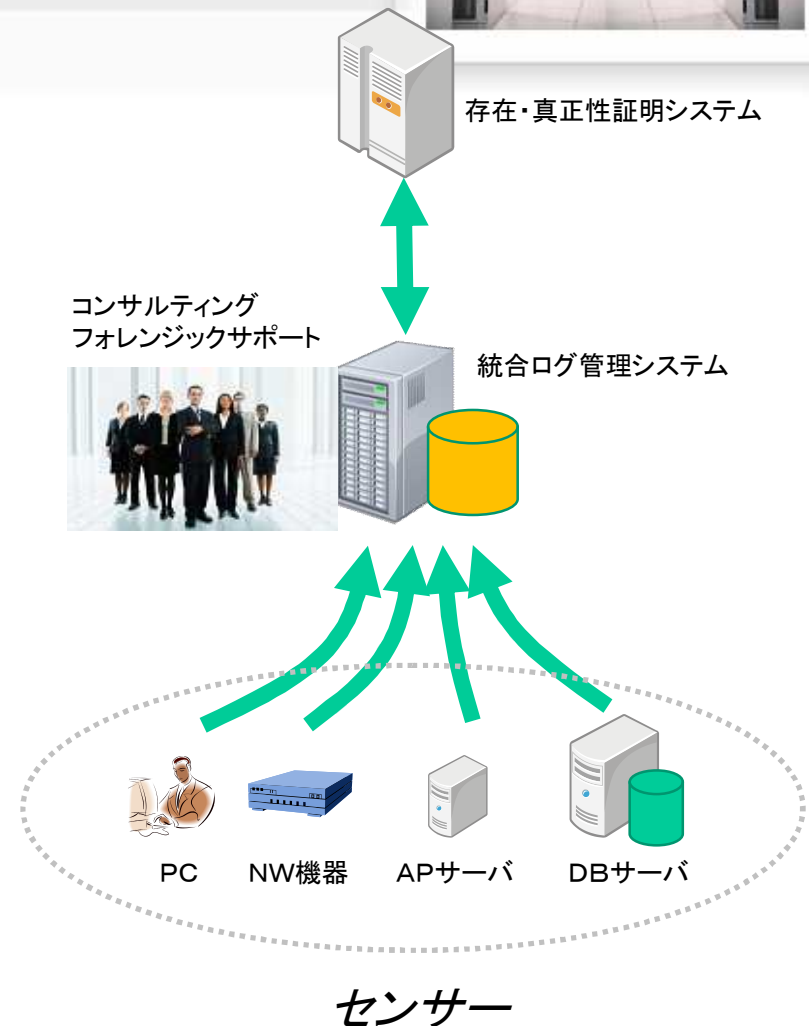 存在・真正性証明システム
コンサルティング
フォレンジックサポート
統合ログ管理システム
PC
NW機器
APサーバ
DBサーバ
センサー